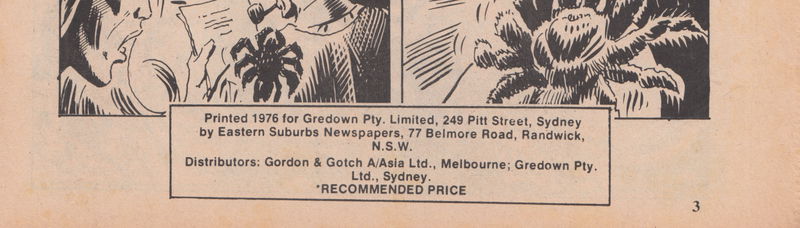 Printed 1976 for Gredown Pty. Limited, 249 Pitt Street, Sydney
by Eastern Suburbs Newspapers, 77 Belmore Road, Randwick,
N.S.W.
Distributors: Gordon & Gotch A/Asia Ltd., Melbourne; Gredown Pty.
Ltd., Sydney.
*RECOMMENDED PRICE
3